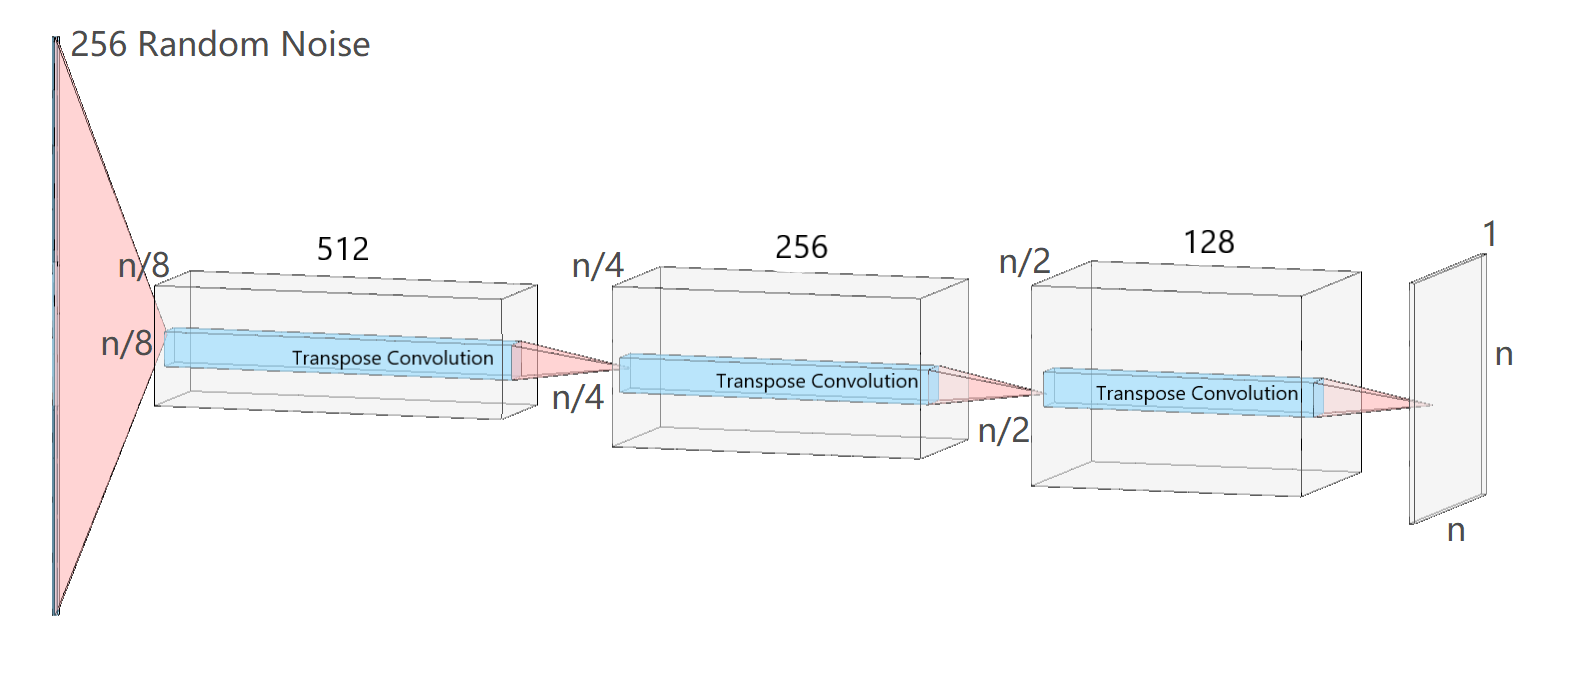 256 Random Noise
n/8
n/8
512
Transpose Convolution
n/4
n/4
256
Transpose Convolution
n/2
n/2
128
Transpose Convolution
1
n
n